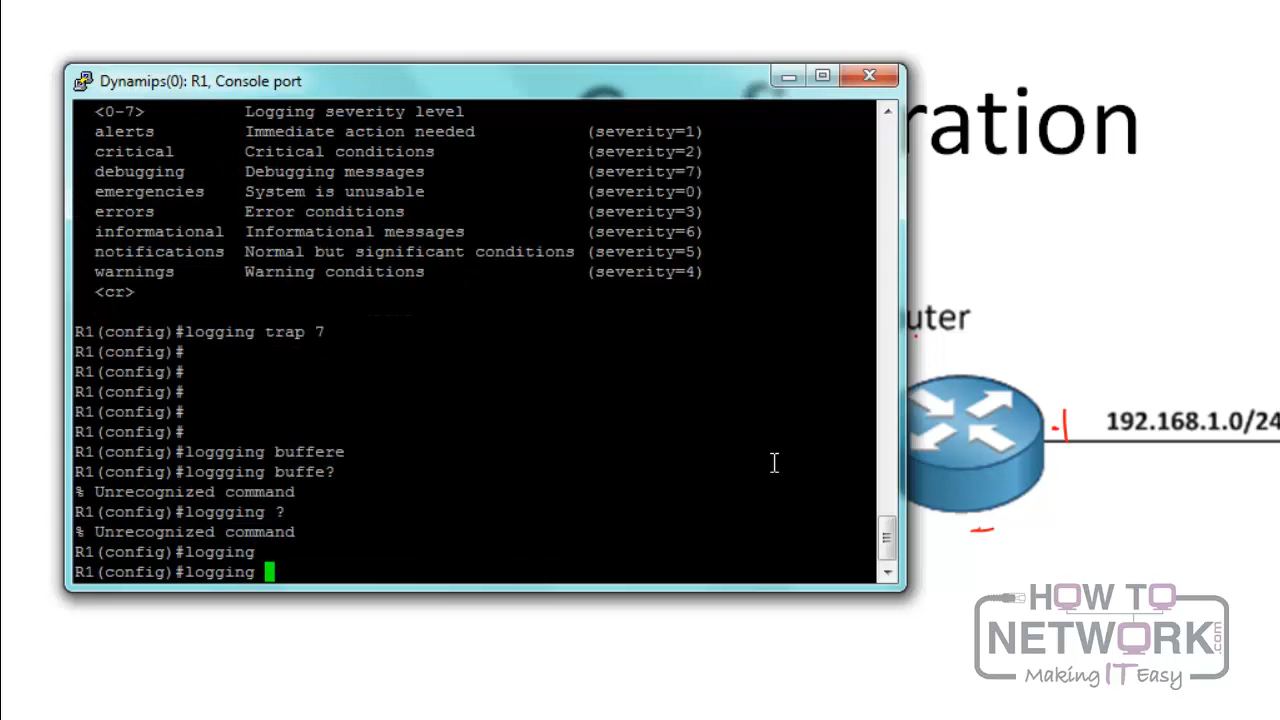 Dynamips(0): R1, Console port
<0-7> Logging severity level
alerts Immediate action needed (severity=1)
critical Critical conditions (severity=2)
debugging Debugging messages (severity=7)
emergencies System is unusable (severity=0)
errors Error conditions (severity=3)
informational Informational messages (severity=6)
notifications Normal but significant conditions (severity=5)
warnings Warning conditions (severity=4)
<cr>
R1(config)#logging trap 7
R1(config)#
R1(config)#
R1(config)#
R1(config)#
R1(config)#
R1(config)#loggging buffere
R1(config)#loggging buffe?
% Unrecognized command
R1(config)#loggging ?
% Unrecognized command
R1(config)#logging
R1(config)#logging
ration
uter
.1
192.168.1.0/24
HOW TO
NETWORK.com
Making IT Easy